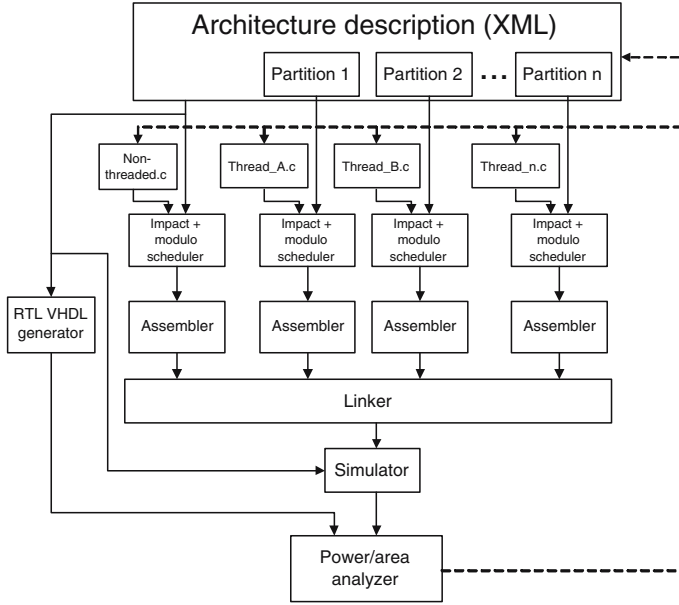 Architecture description (XML)
Partition 1
Partition 2
...
Partition n
Non-
threaded.c
Thread_A.c
Thread_B.c
Thread_n.c
Impact +
modulo
scheduler
Impact +
modulo
scheduler
Impact +
modulo
scheduler
Impact +
modulo
scheduler
RTL VHDL
generator
Assembler
Assembler
Assembler
Assembler
Linker
Simulator
Power/area
analyzer